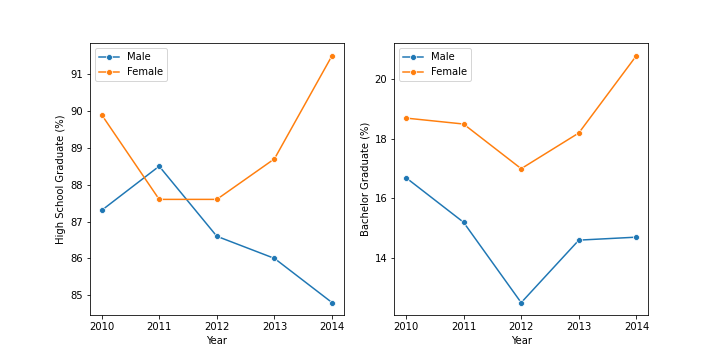 Male
Female
91
90
89
88
87
86
85
High School Graduate (%)
2010 2011 2012 2013 2014
Year
Male
Female
20
18
16
14
Bachelor Graduate (%)
2010 2011 2012 2013 2014
Year